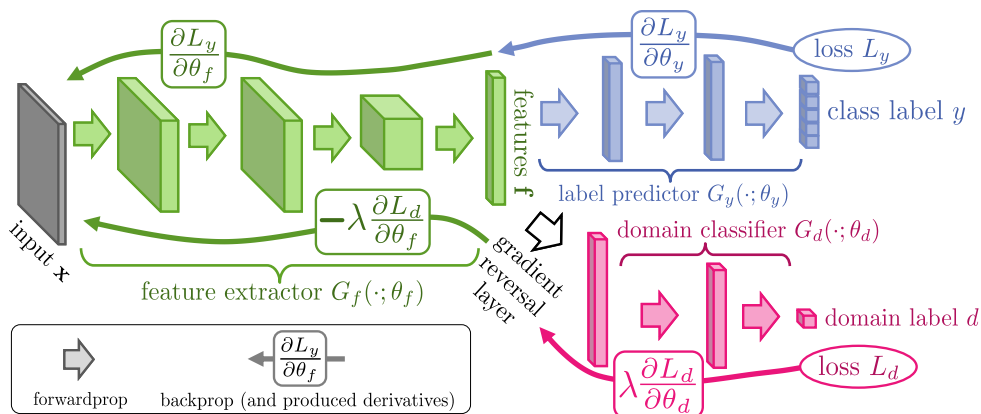 ∂L_y
∂θ_f
∂L_y
∂θ_y
loss L_y
features f
class label y
label predictor G_y(·;θ_y)
input x
−λ ∂L_d
∂θ_f
feature extractor G_f(·;θ_f)
gradient
reversal
layer
domain classifier G_d(·;θ_d)
domain label d
λ ∂L_d
∂θ_d
loss L_d
∂L_y
∂θ_f
forwardprop
backprop (and produced derivatives)